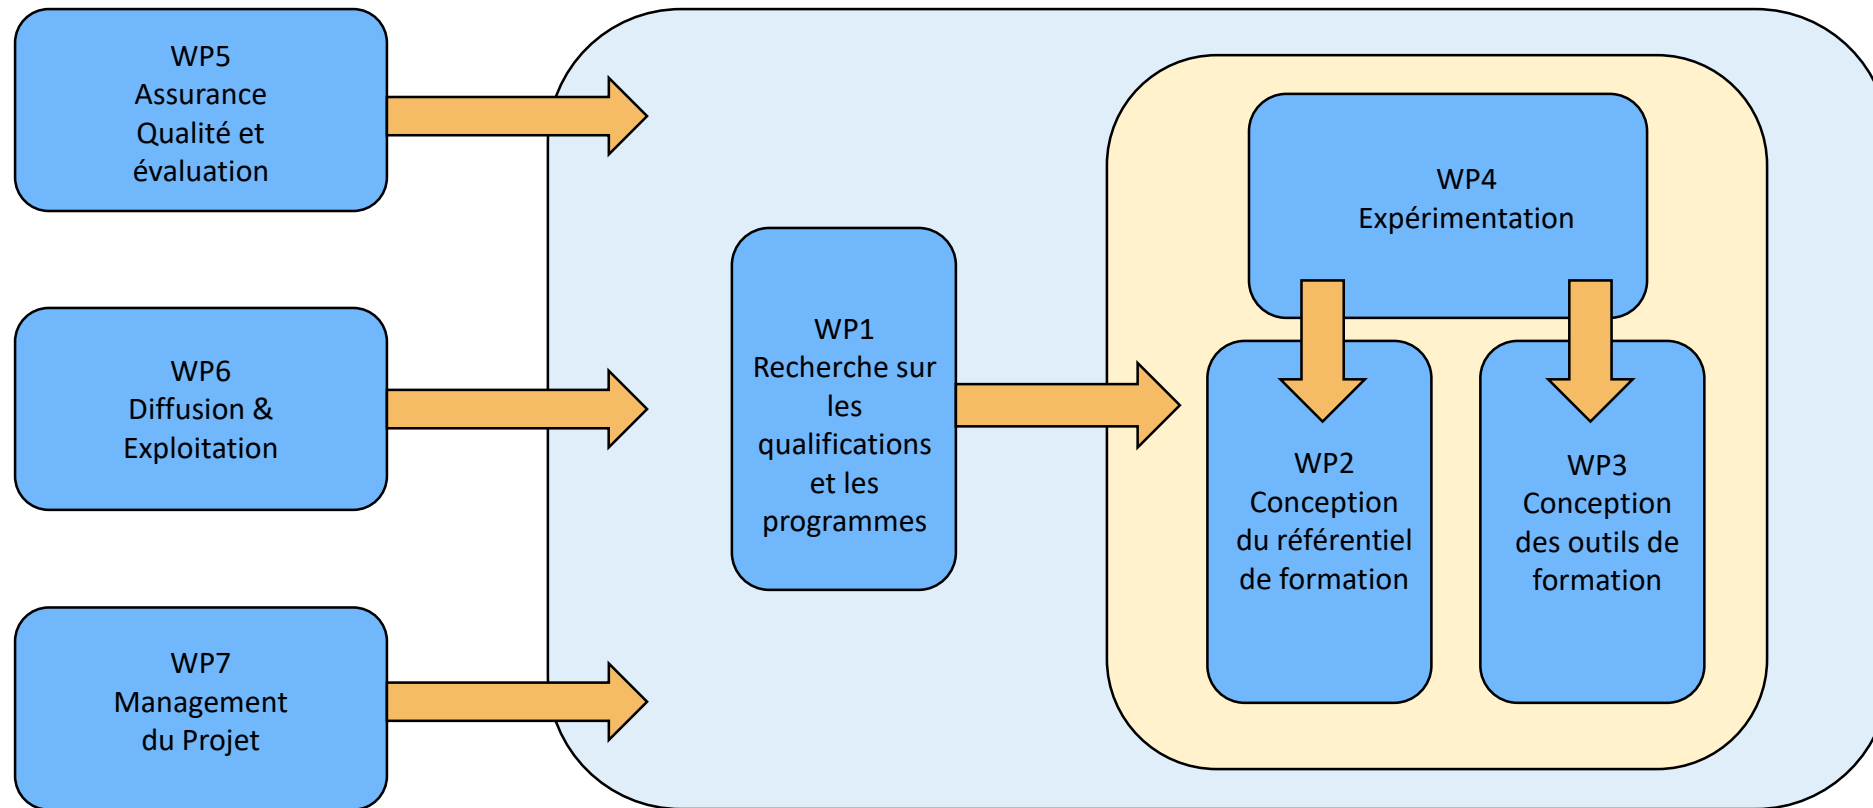 WP5
Assurance
Qualité et
évaluation
WP6
Diffusion &
Exploitation
WP7
Management
du Projet
WP1
Recherche sur
les
qualifications
et les
programmes
WP4
Expérimentation
WP2
Conception
du référentiel
de formation
WP3
Conception
des outils de
formation